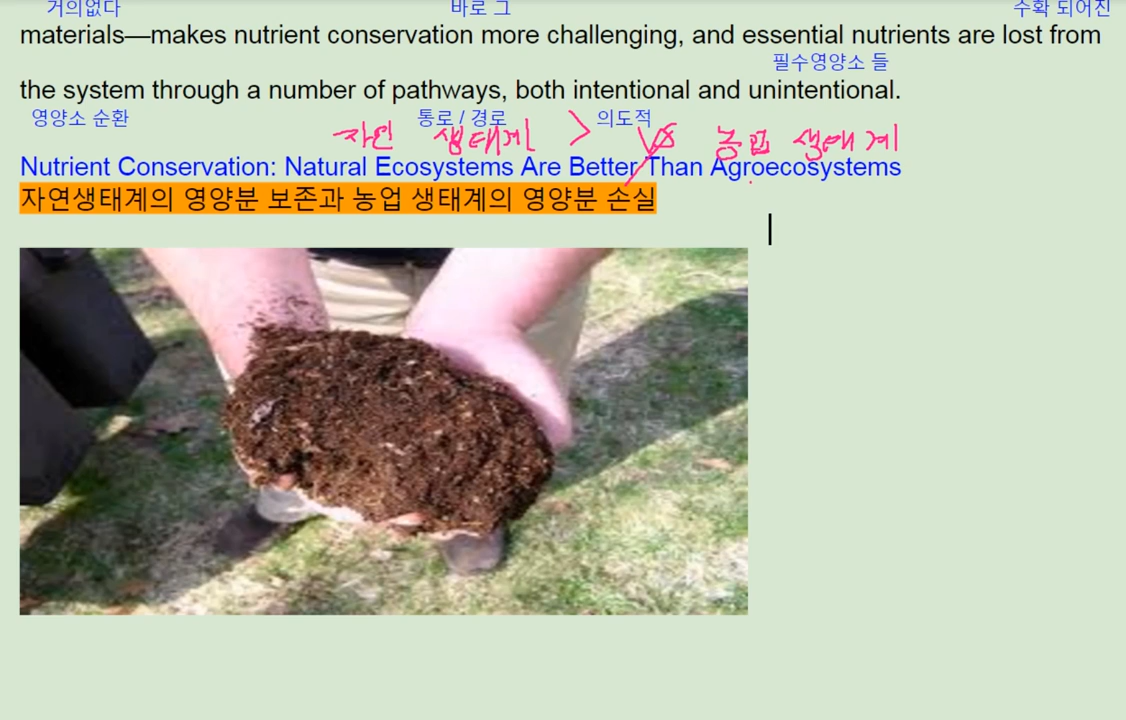 거의없다 바로 그 수확 되어진
materials—makes nutrient conservation more challenging, and essential nutrients are lost from
필수영양소 들
the system through a number of pathways, both intentional and unintentional.
영양소 순환 통로 / 경로 의도적
자연 생태계 > VS 농업 생태계
Nutrient Conservation: Natural Ecosystems Are Better Than Agroecosystems
자연생태계의 영양분 보존과 농업 생태계의 영양분 손실